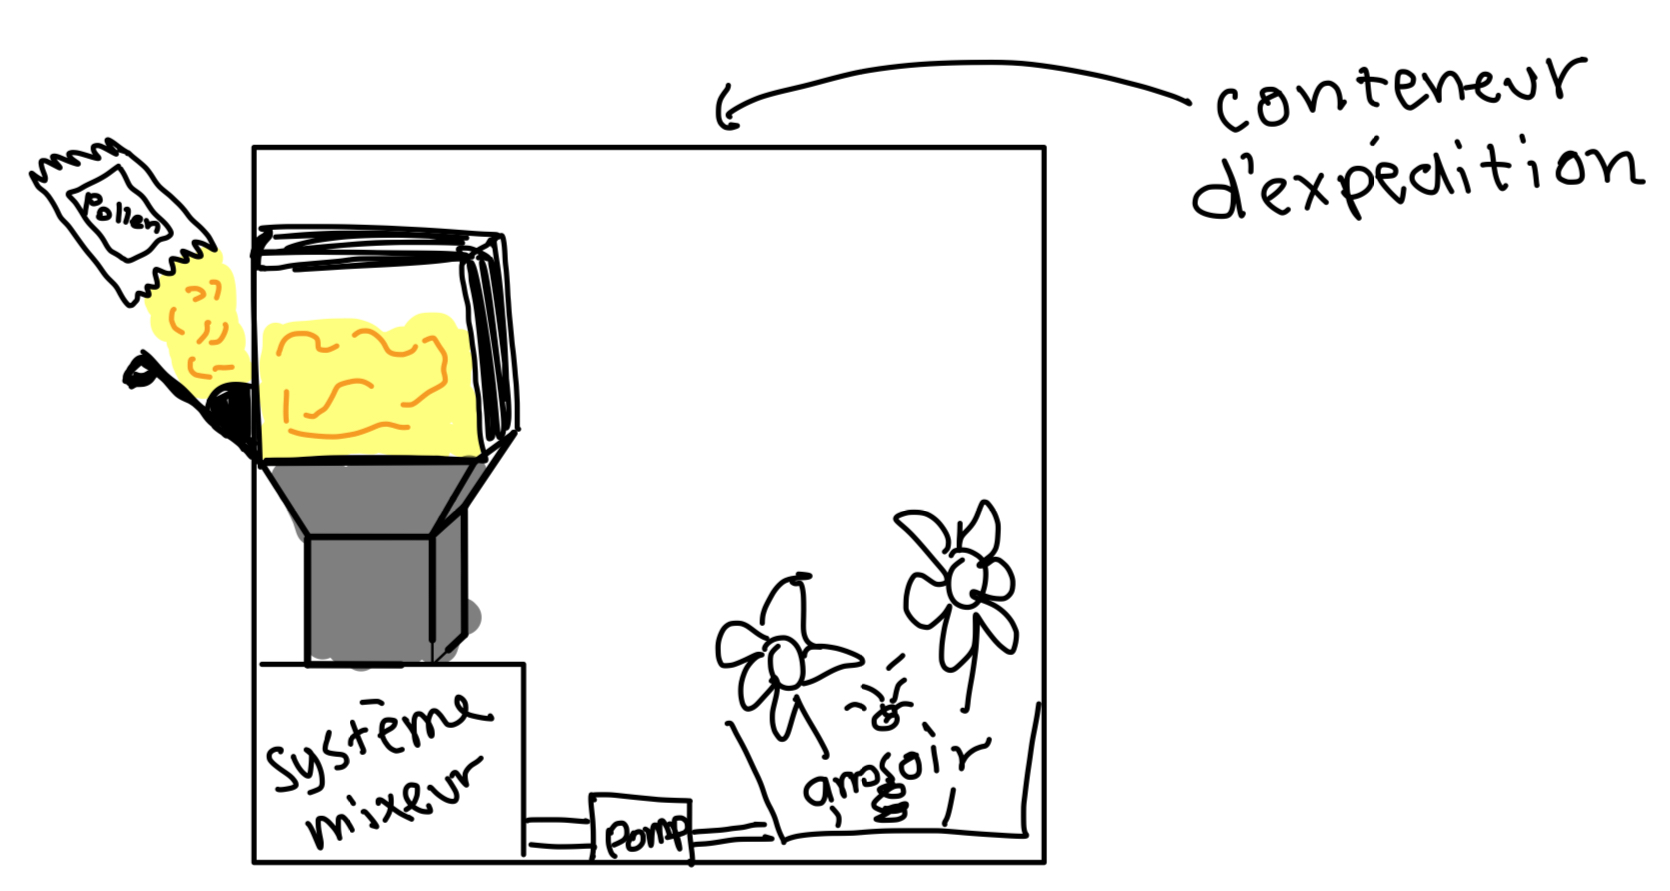 conteneur
d'expédition
Pollen
système
mixeur
Pomp
arrosoir